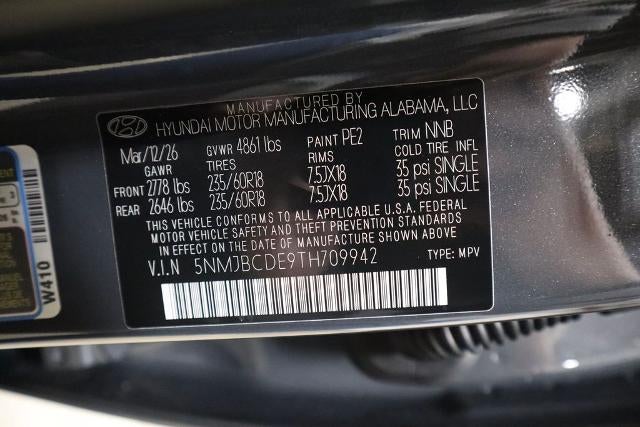 MANUFACTURED BY
HYUNDAI MOTOR MANUFACTURING ALABAMA, LLC
Mar/12/26 GVWR 4861 lbs PAINT PE2 TRIM NNB
GAWR TIRES RIMS COLD TIRE INFL
FRONT 2778 lbs 235/60R18 7.5JX18 35 psi SINGLE
REAR 2646 lbs 235/60R18 7.5JX18 35 psi SINGLE
THIS VEHICLE CONFORMS TO ALL APPLICABLE U.S.A. FEDERAL
MOTOR VEHICLE SAFETY AND THEFT PREVENTION STANDARDS
IN EFFECT ON THE DATE OF MANUFACTURE SHOWN ABOVE
V.I.N 5NMJBCDE9TH709942 TYPE: MPV
W410